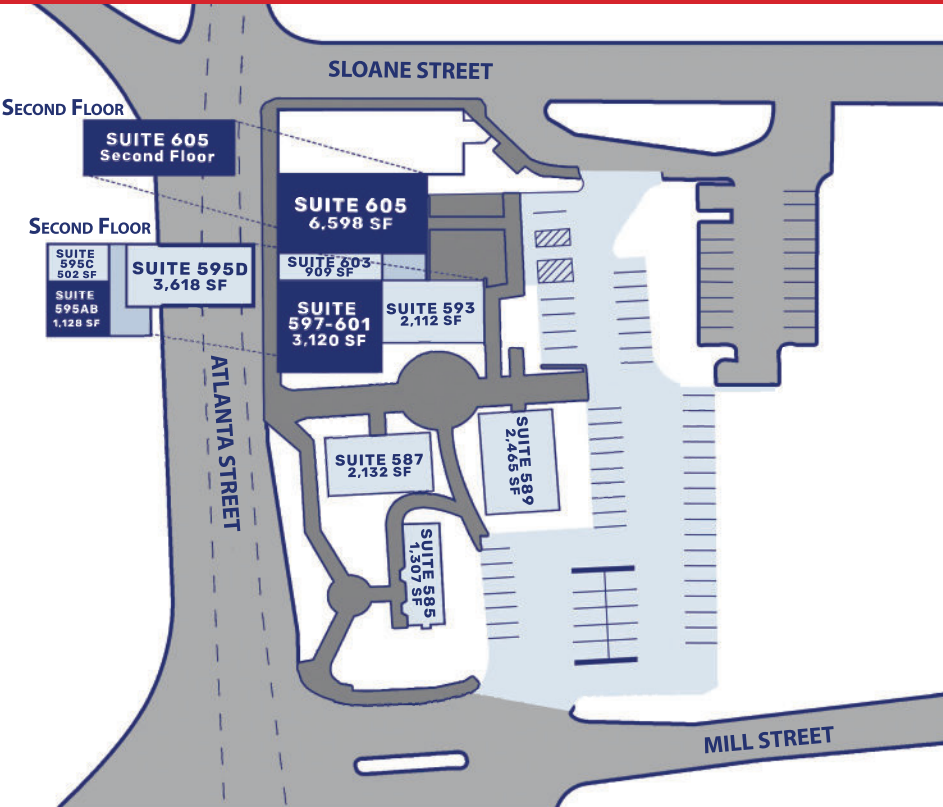 SLOANE STREET
SECOND FLOOR
SUITE 605
Second Floor
SUITE 605
6,598 SF
SECOND FLOOR
SUITE
595C
502 SF
SUITE
595AB
1,128 SF
SUITE 595D
3,618 SF
SUITE 603
909 SF
SUITE
597-601
3,120 SF
SUITE 593
2,112 SF
ATLANTA STREET
SUITE 587
2,132 SF
SUITE 589
2,465 SF
SUITE 585
1,307 SF
MILL STREET